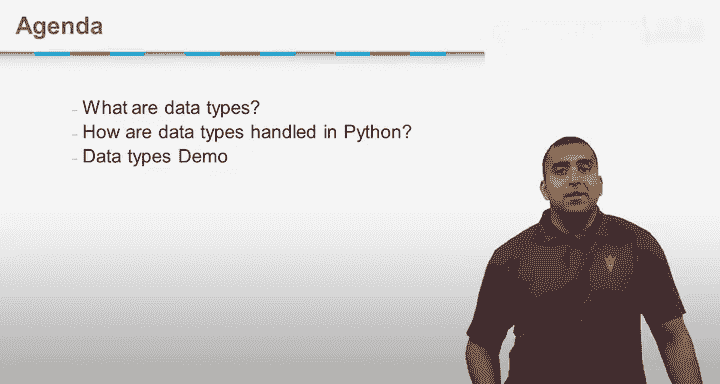 Agenda
- What are data types?
- How are data types handled in Python?
- Data types Demo